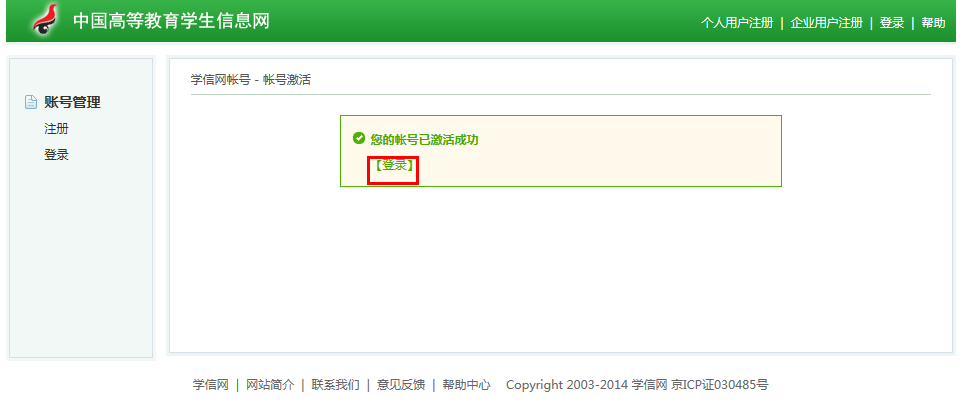 中国高等教育学生信息网
个人用户注册 | 企业用户注册 | 登录 | 帮助
账号管理
注册
登录
学信网帐号 - 帐号激活
您的帐号已激活成功
【登录】
学信网 | 网站简介 | 联系我们 | 意见反馈 | 帮助中心 Copyright 2003-2014 学信网 京ICP证030485号